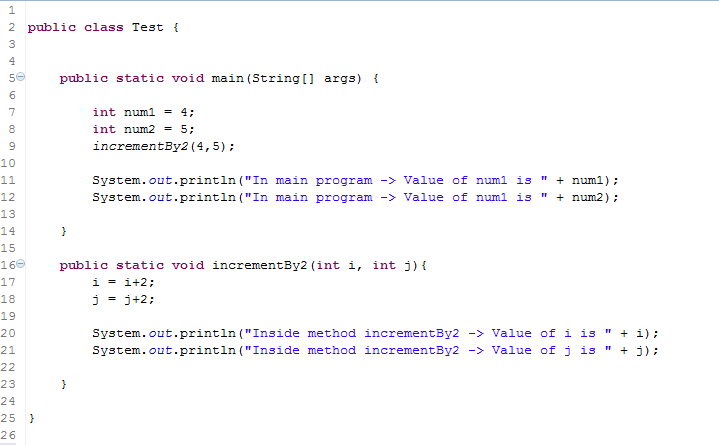 1
2 public class Test {
3
4
5 public static void main(String[] args) {
6
7 int num1 = 4;
8 int num2 = 5;
9 incrementBy2(4,5);
10
11 System.out.println("In main program -> Value of num1 is " + num1);
12 System.out.println("In main program -> Value of num1 is " + num2);
13
14 }
15
16 public static void incrementBy2(int i, int j){
17 i = i+2;
18 j = j+2;
19
20 System.out.println("Inside method incrementBy2 -> Value of i is " + i);
21 System.out.println("Inside method incrementBy2 -> Value of j is " + j);
22
23 }
24
25 }
26